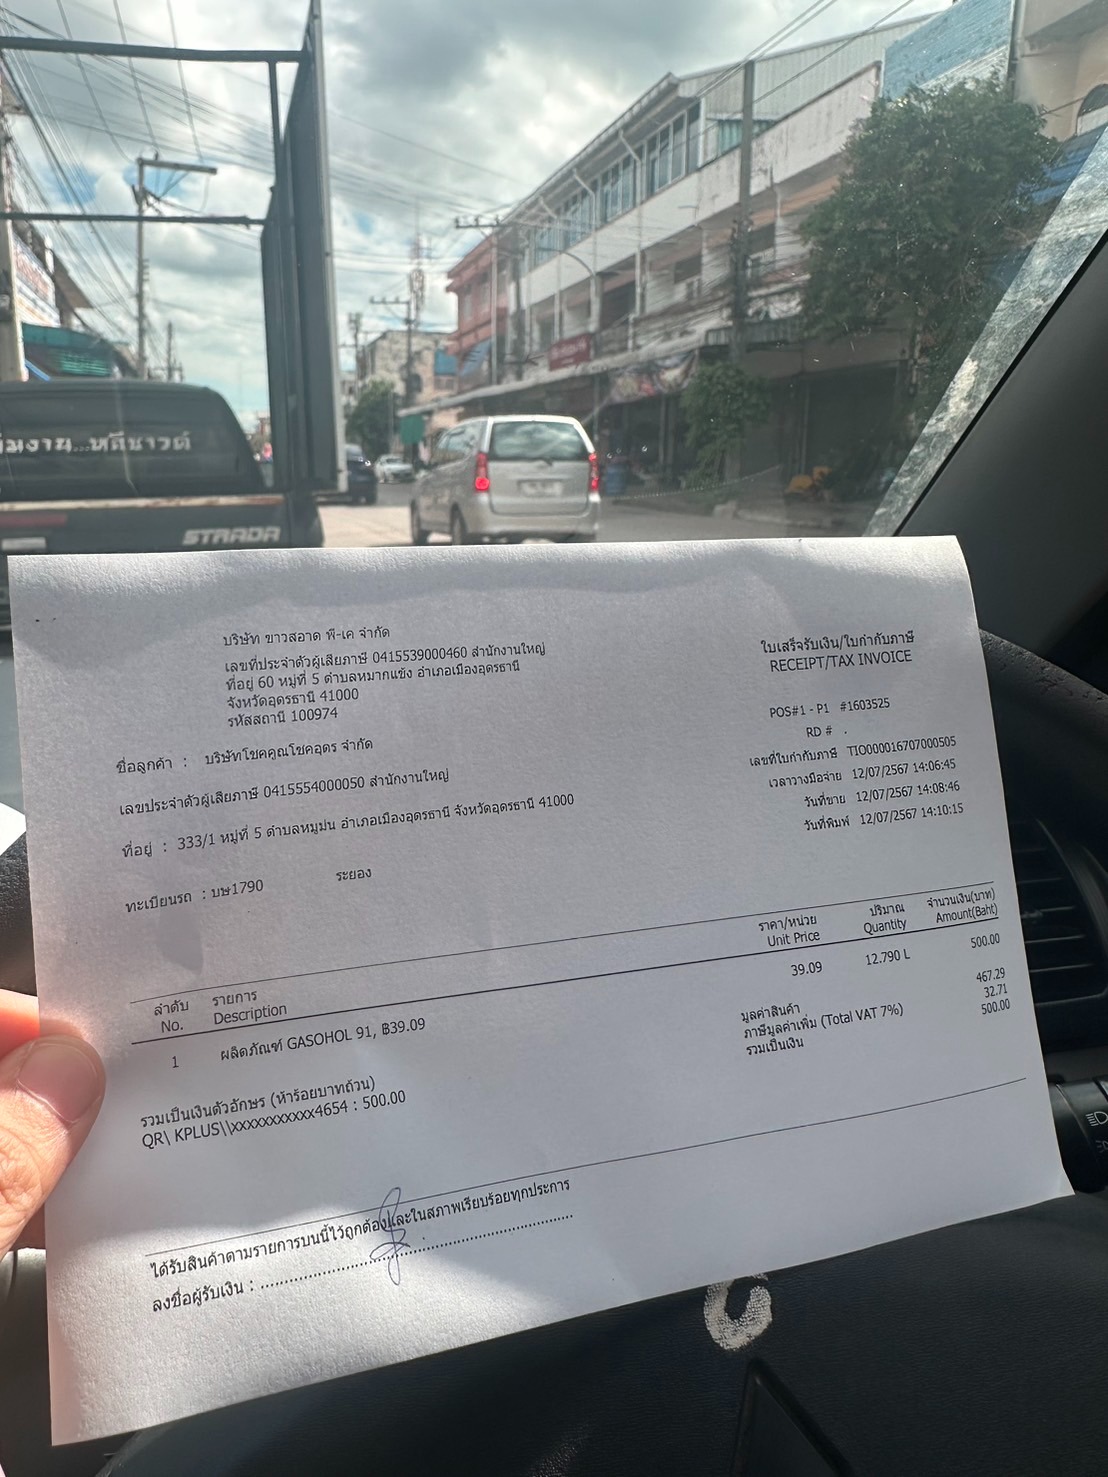 หลีชาวด์
STRADA
บริษัท ขาวสอาด พี-เค จำกัด
เลขที่ประจำตัวผู้เสียภาษี 0415539000460 สำนักงานใหญ่
ที่อยู่ 60 หมู่ที่ 5 ตำบลหมากแข้ง อำเภอเมืองอุดรธานี
จังหวัดอุดรธานี 41000
รหัสสถานี 100974
ใบเสร็จรับเงิน/ใบกำกับภาษี
RECEIPT/TAX INVOICE
POS#1 - P1 #1603525
RD # .
เลขที่ใบกำกับภาษี TIO000016707000505
เวลาวางมือจ่าย 12/07/2567 14:06:45
วันที่ขาย 12/07/2567 14:08:46
วันที่พิมพ์ 12/07/2567 14:10:15
ชื่อลูกค้า : บริษัทโชคคูณโชคอุดร จำกัด
เลขประจำตัวผู้เสียภาษี 0415554000050 สำนักงานใหญ่
ที่อยู่ : 333/1 หมู่ที่ 5 ตำบลหมูม่น อำเภอเมืองอุดรธานี จังหวัดอุดรธานี 41000
ทะเบียนรถ : บษ1790 ระยอง
ลำดับ รายการ ราคา/หน่วย ปริมาณ จำนวนเงิน(บาท)
No. Description Unit Price Quantity Amount(Baht)
1 ผลิตภัณฑ์ GASOHOL 91, ฿39.09 39.09 12.790 L 500.00
มูลค่าสินค้า 467.29
ภาษีมูลค่าเพิ่ม (Total VAT 7%) 32.71
รวมเป็นเงิน 500.00
รวมเป็นเงินตัวอักษร (ห้าร้อยบาทถ้วน)
QR\ KPLUS\\xxxxxxxxxxx4654 : 500.00
ได้รับสินค้าตามรายการบนนี้ไว้ถูกต้องและในสภาพเรียบร้อยทุกประการ
ลงชื่อผู้รับเงิน : ............................................................